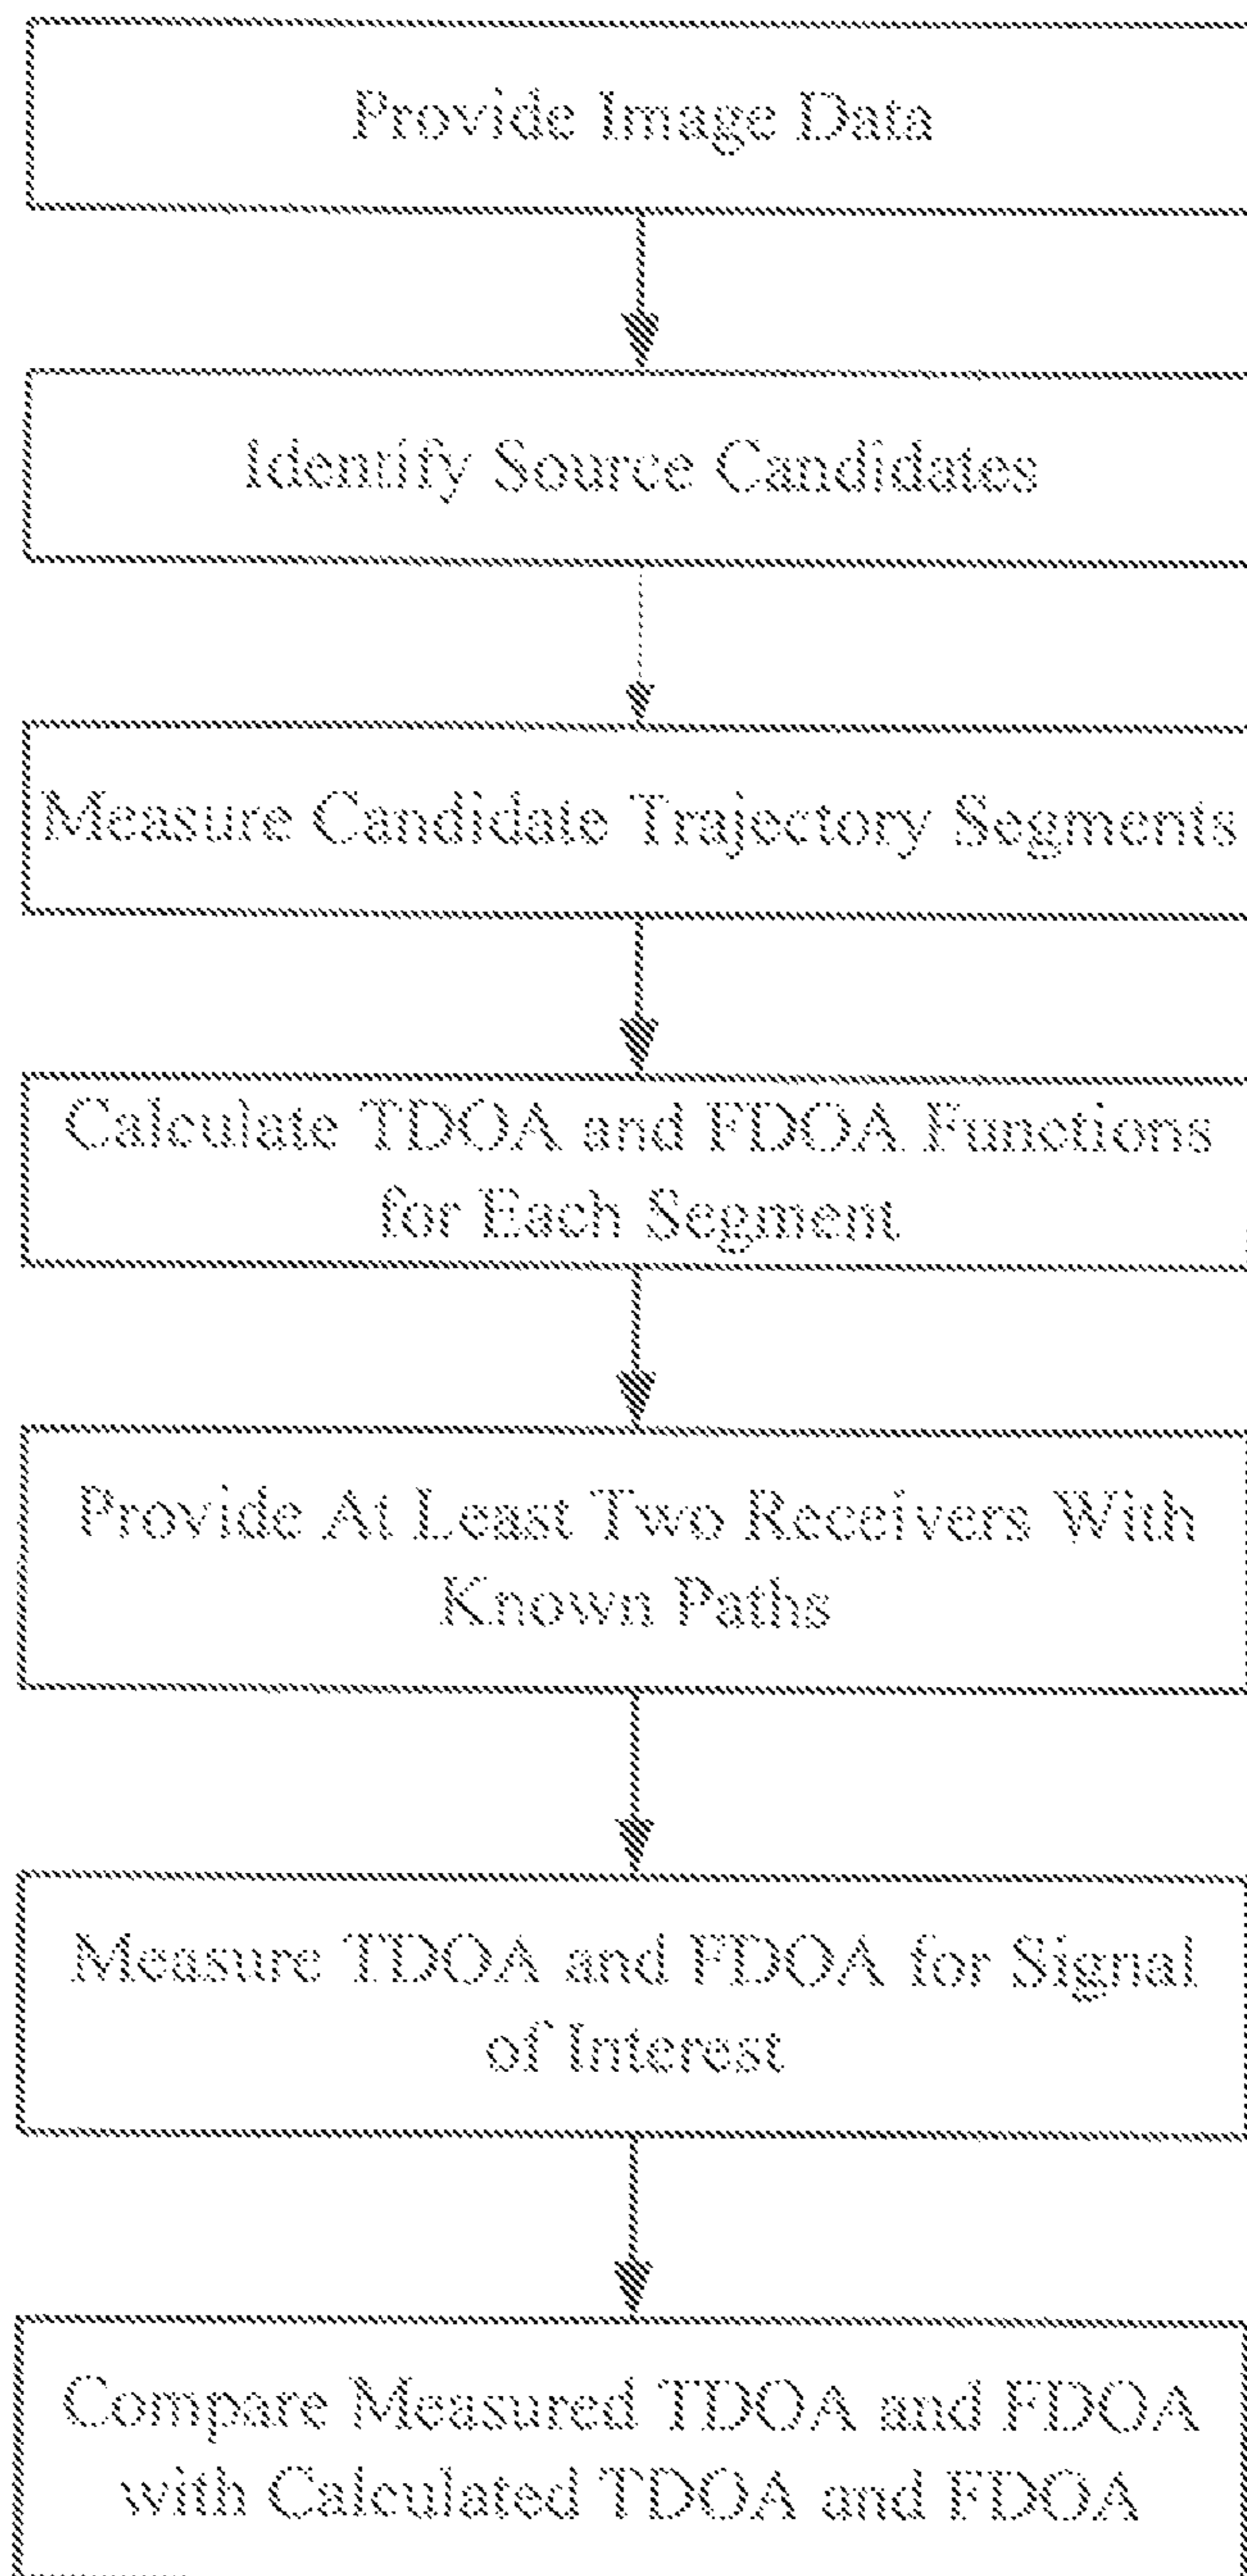 Provide Image Data
Identify Source Candidates
Measure Candidate Trajectory Segments
Calculate TDOA and FDOA Functions
for Each Segment
Provide At Least Two Receivers With
Known Paths
Measure TDOA and FDOA for Signal
of Interest
Compare Measured TDOA and FDOA
with Calculated TDOA and FDOA